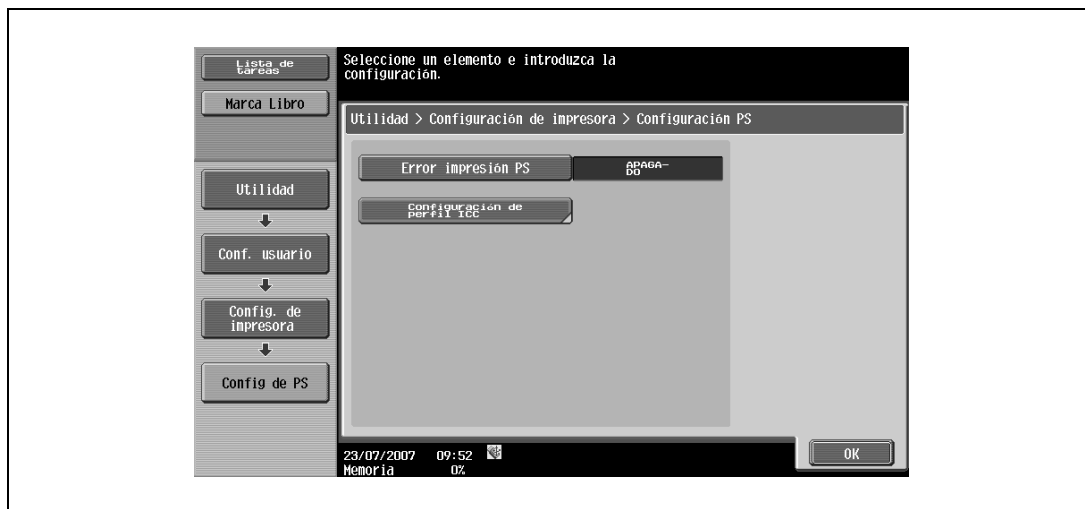 Lista de
tareas
Marca Libro
Seleccione un elemento e introduzca la
configuración.
Utilidad > Configuración de impresora > Configuración PS
Error impresión PS
APAGA-
DO
Configuración de
perfil ICC
Utilidad
Conf. usuario
Config. de
impresora
Config de PS
23/07/2007 09:52
Memoria 0%
OK